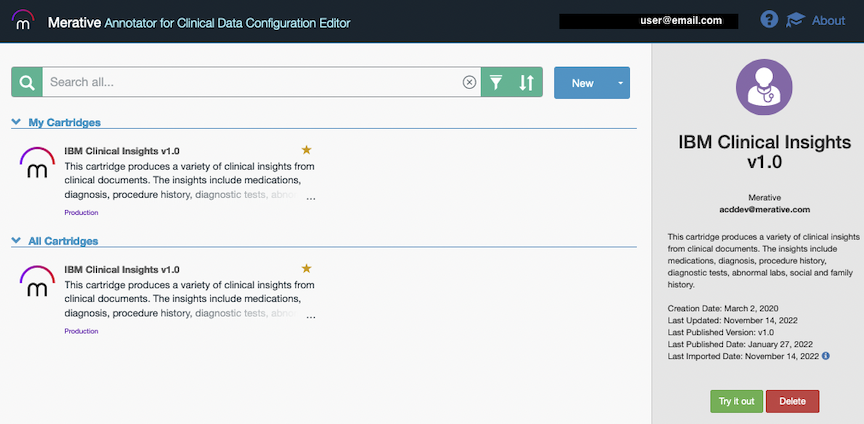 m Merative Annotator for Clinical Data Configuration Editor
user@email.com
? About
Search all...
New
My Cartridges
m
IBM Clinical Insights v1.0
This cartridge produces a variety of clinical insights from
clinical documents. The insights include medications,
diagnosis, procedure history, diagnostic tests, abno
...
Production
All Cartridges
m
IBM Clinical Insights v1.0
This cartridge produces a variety of clinical insights from
clinical documents. The insights include medications,
diagnosis, procedure history, diagnostic tests, abno
...
Production
IBM Clinical Insights
v1.0
Merative
acddev@merative.com
This cartridge produces a variety of clinical insights
from clinical documents. The insights include
medications, diagnosis, procedure history,
diagnostic tests, abnormal labs, social and family
history.
Creation Date: March 2, 2020
Last Updated: November 14, 2022
Last Published Version: v1.0
Last Published Date: January 27, 2022
Last Imported Date: November 14, 2022
Try it out
Delete